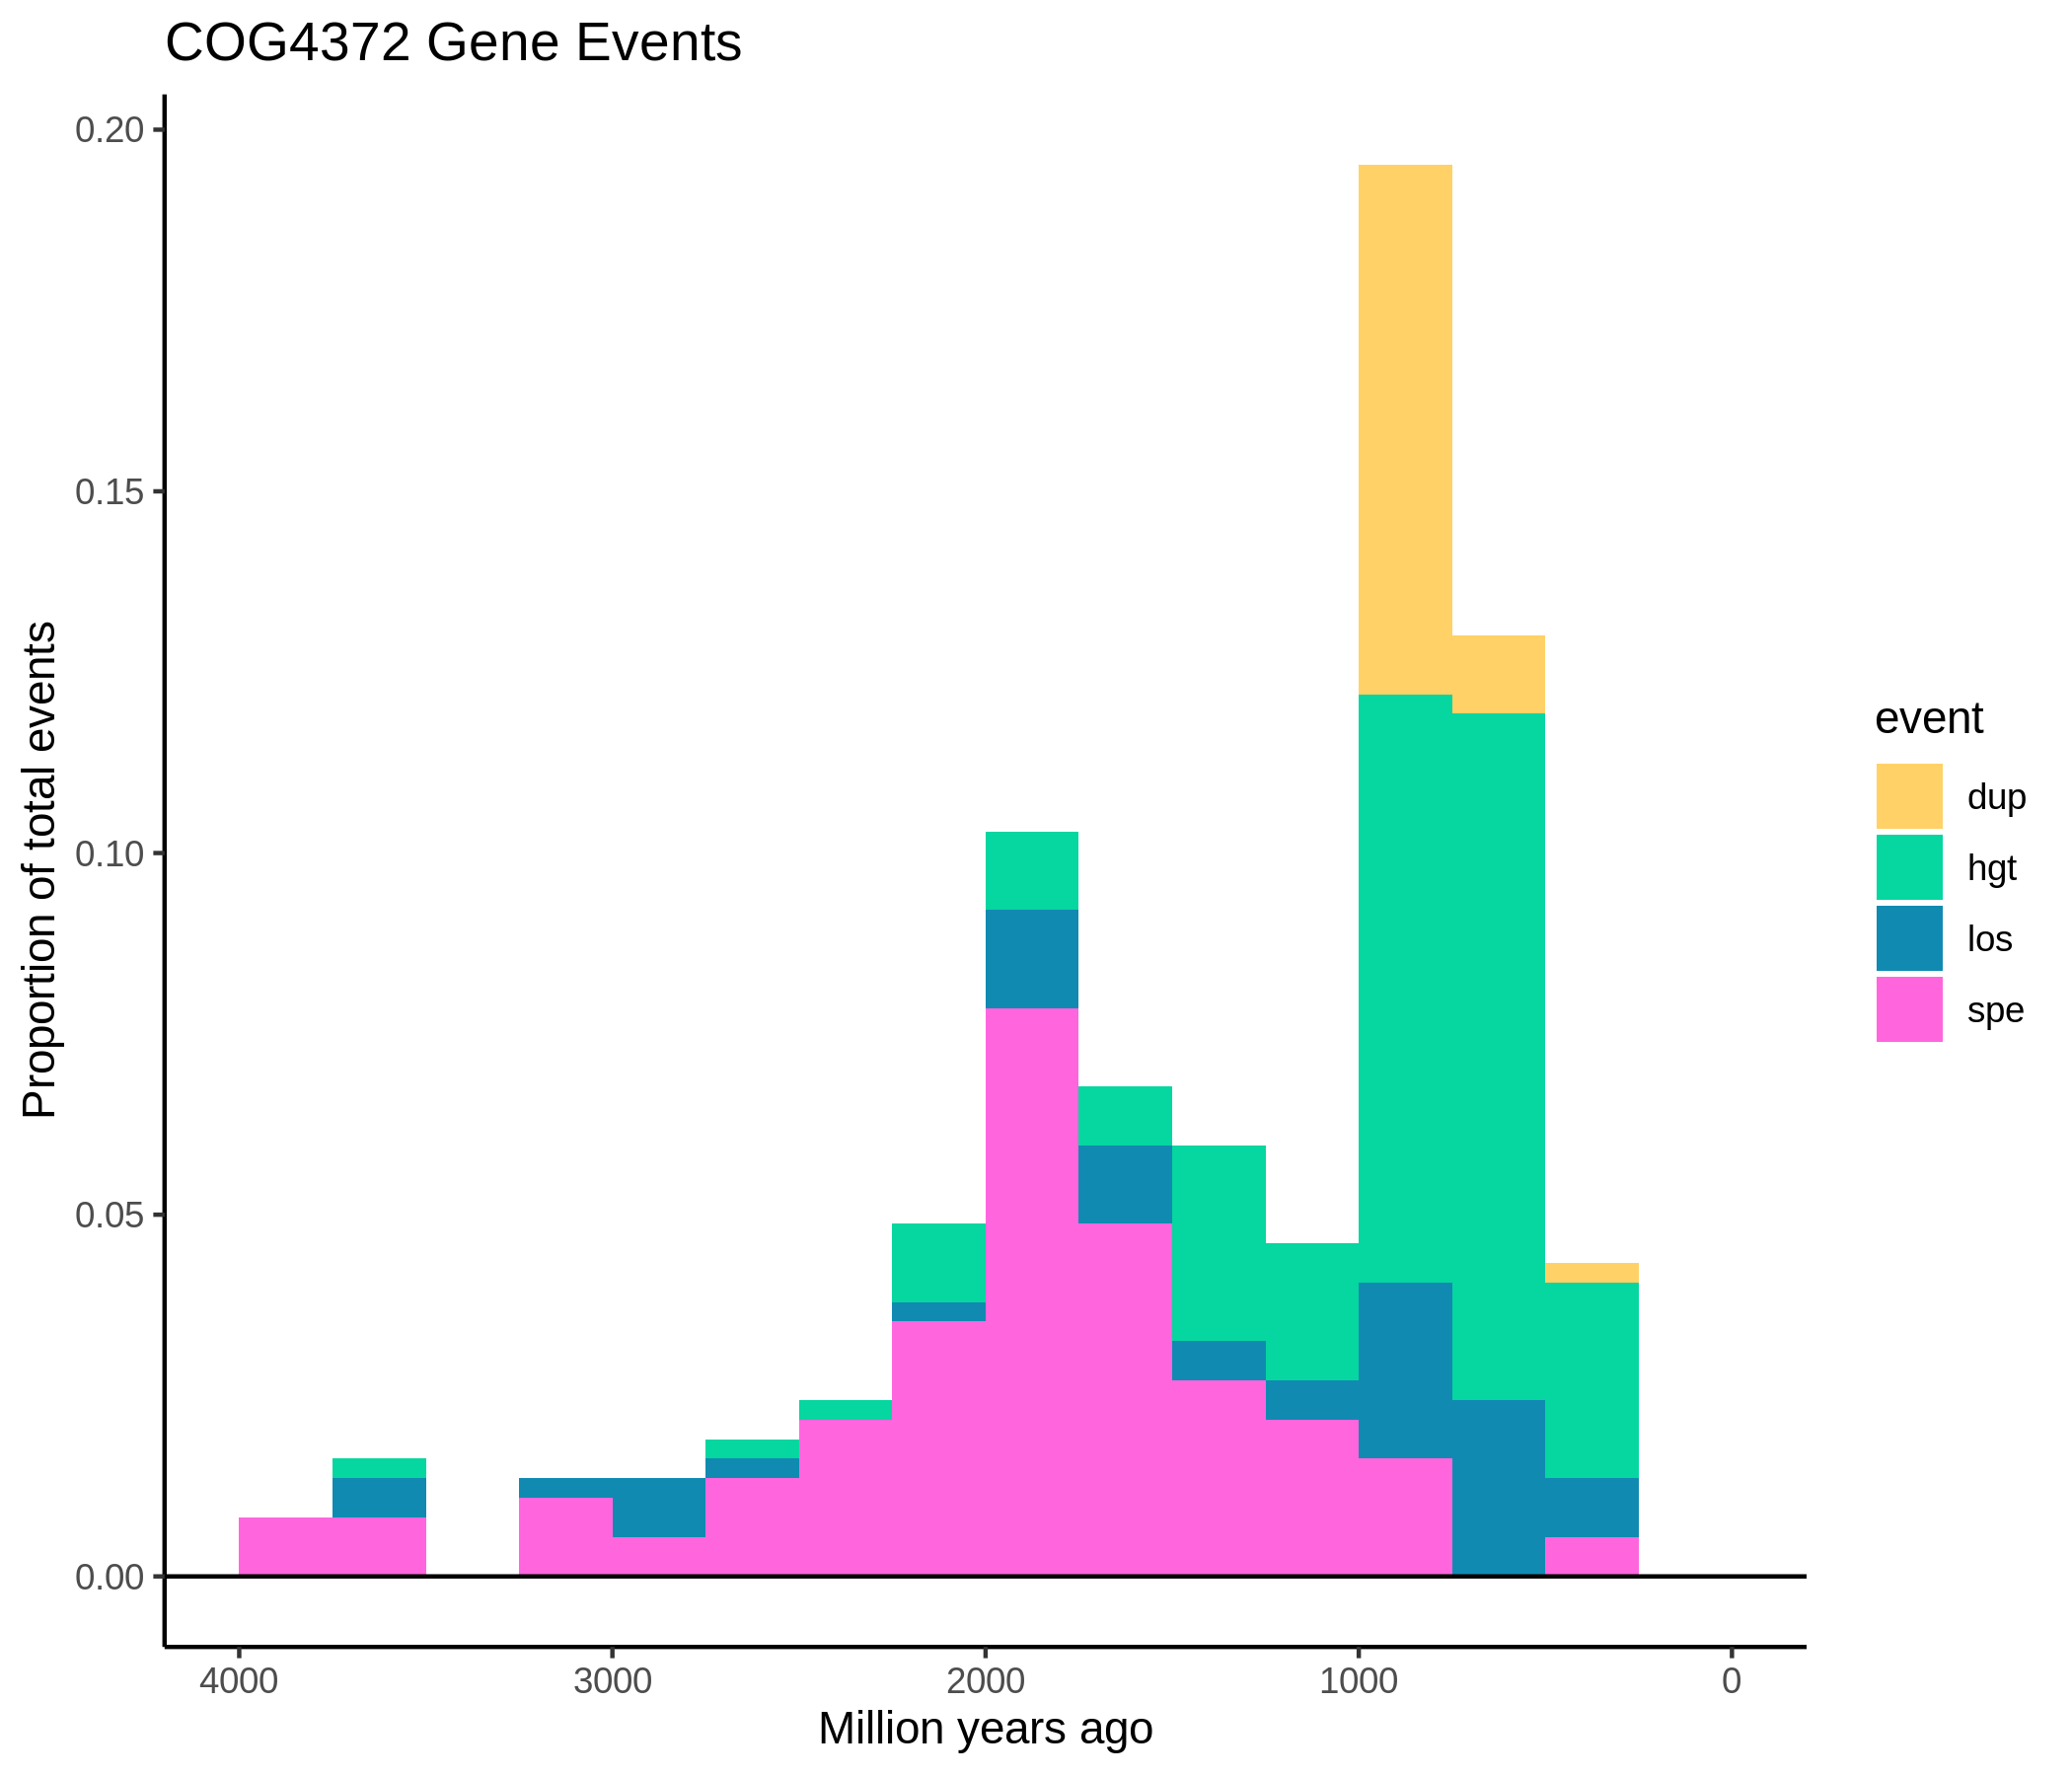 COG4372 Gene Events
0.20
0.15
0.10
0.05
0.00
Proportion of total events
4000 3000 2000 1000 0
Million years ago
event
dup
hgt
los
spe